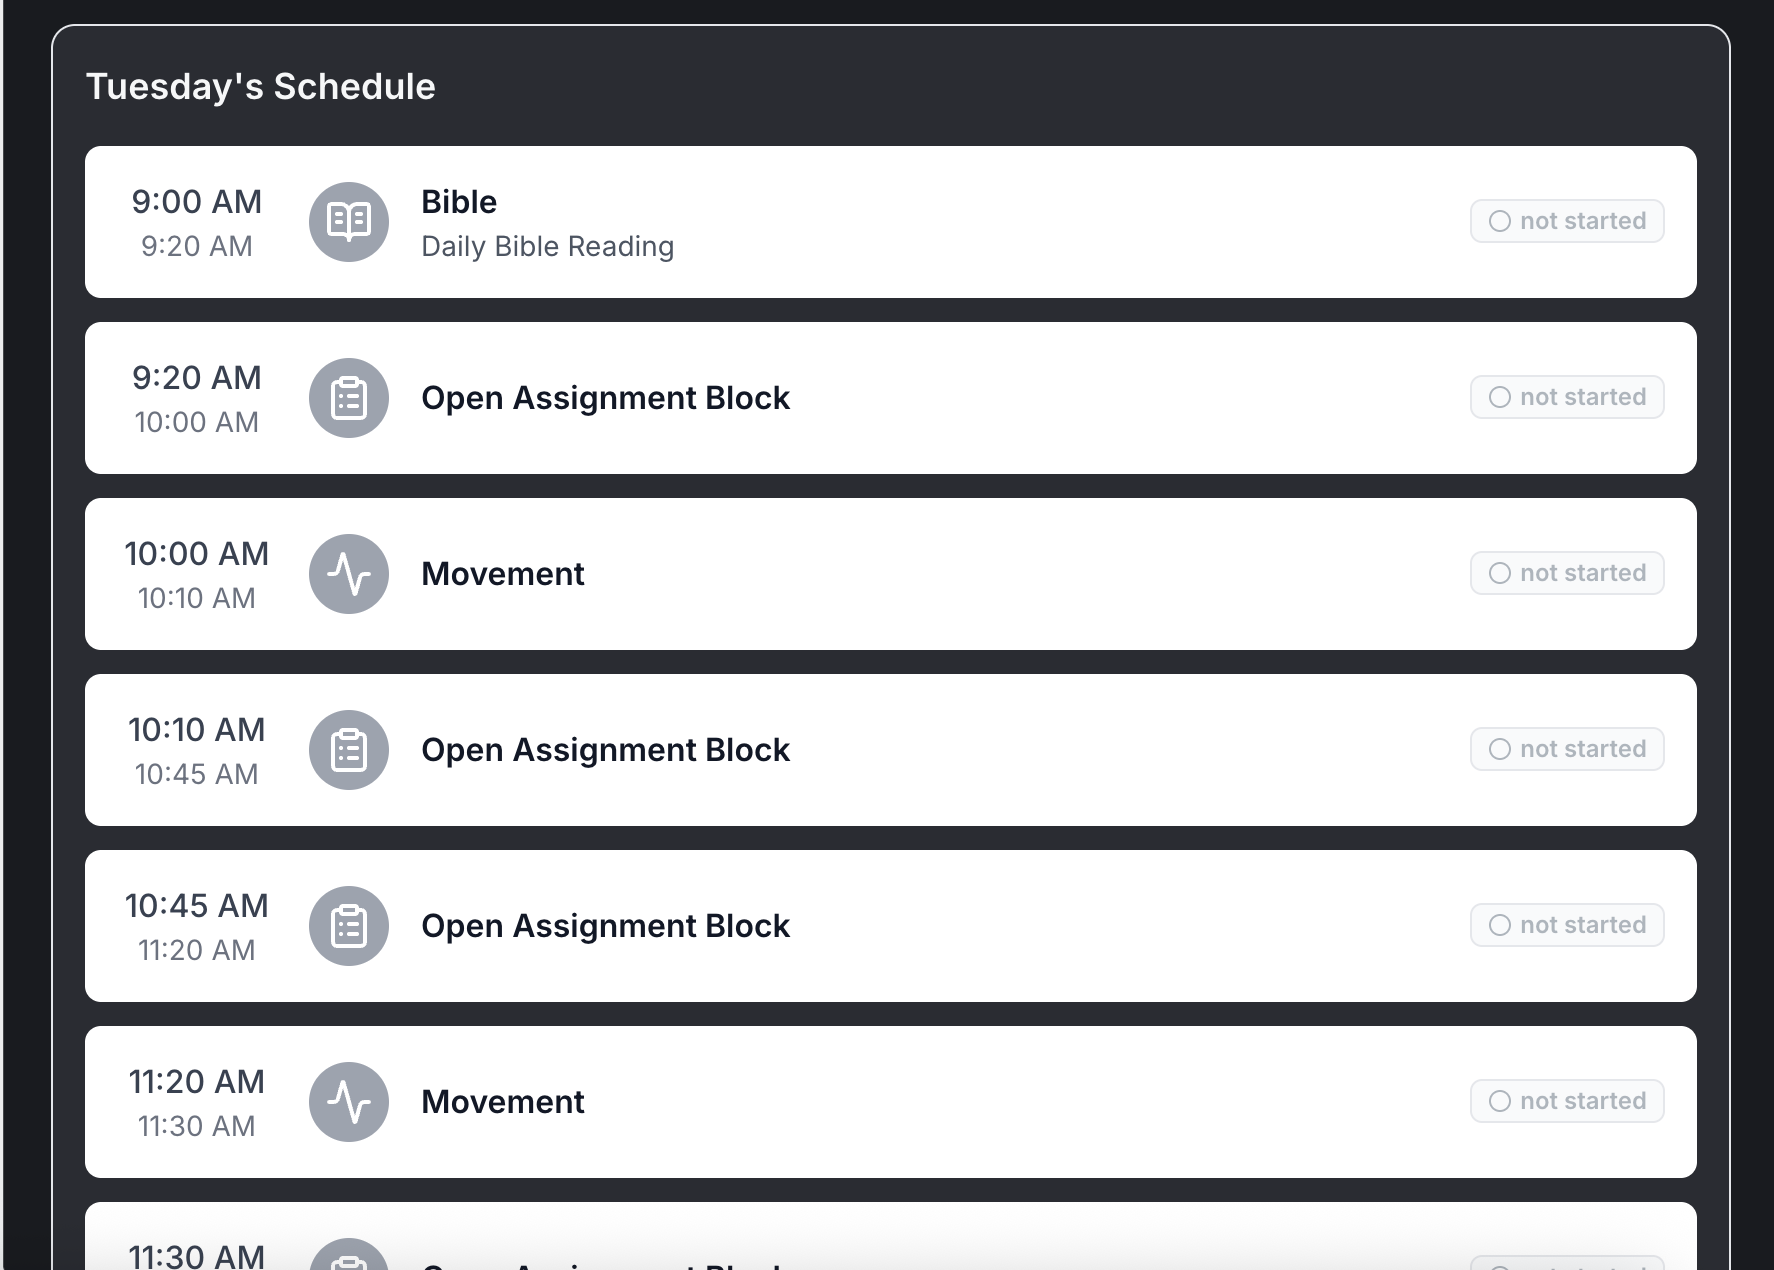 Tuesday's Schedule
9:00 AM
9:20 AM
Bible
Daily Bible Reading
not started
9:20 AM
10:00 AM
Open Assignment Block
not started
10:00 AM
10:10 AM
Movement
not started
10:10 AM
10:45 AM
Open Assignment Block
not started
10:45 AM
11:20 AM
Open Assignment Block
not started
11:20 AM
11:30 AM
Movement
not started
11:30 AM